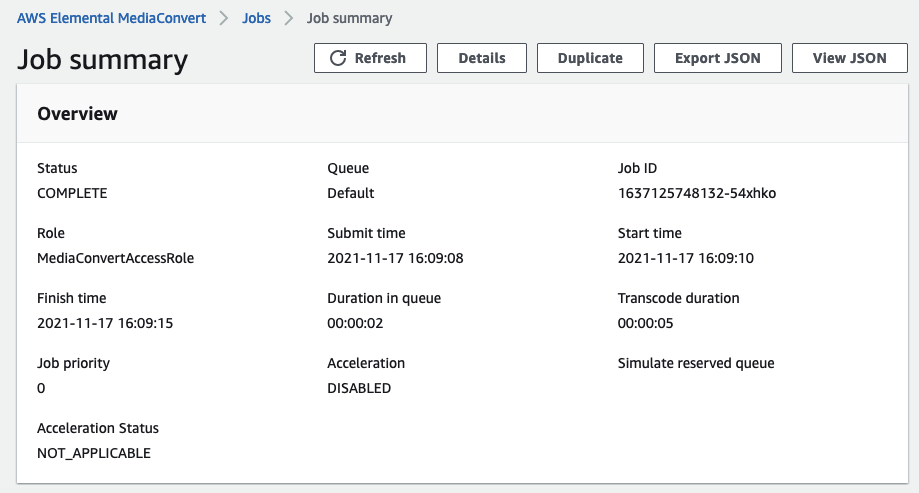 AWS Elemental MediaConvert > Jobs > Job summary
Job summary Refresh Details Duplicate Export JSON View JSON
Overview
Status Queue Job ID
COMPLETE Default 1637125748132-54xhko
Role Submit time Start time
MediaConvertAccessRole 2021-11-17 16:09:08 2021-11-17 16:09:10
Finish time Duration in queue Transcode duration
2021-11-17 16:09:15 00:00:02 00:00:05
Job priority Acceleration Simulate reserved queue
0 DISABLED
Acceleration Status
NOT_APPLICABLE